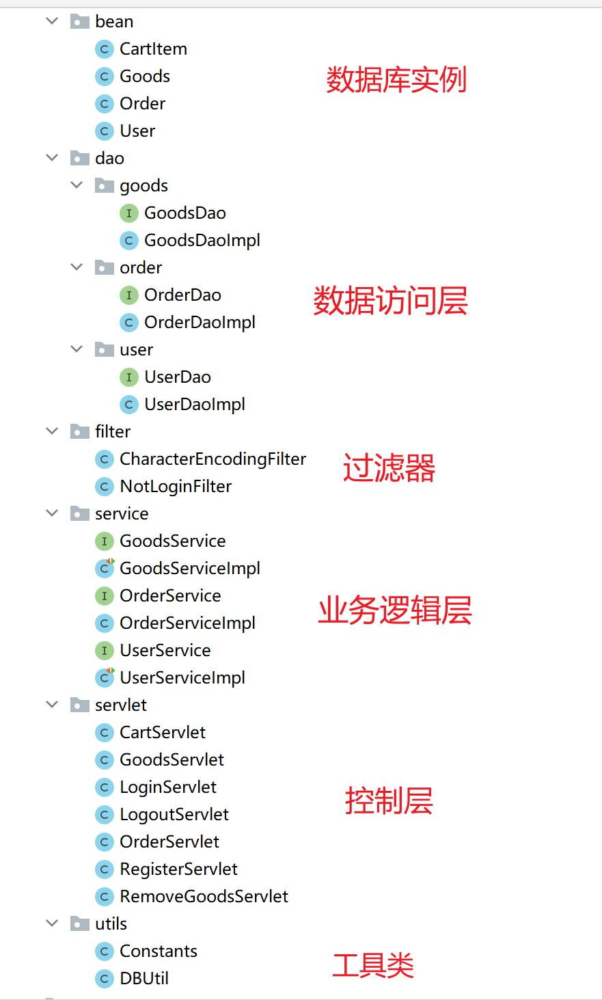 bean
CartItem
Goods
数据库实例
Order
User
dao
goods
GoodsDao
GoodsDaoImpl
order
OrderDao
数据访问层
OrderDaoImpl
user
UserDao
UserDaoImpl
filter
CharacterEncodingFilter
过滤器
NotLoginFilter
service
GoodsService
GoodsServiceImpl
OrderService
业务逻辑层
OrderServiceImpl
UserService
UserServiceImpl
servlet
CartServlet
GoodsServlet
LoginServlet
控制层
LogoutServlet
OrderServlet
RegisterServlet
RemoveGoodsServlet
utils
Constants
工具类
DBUtil